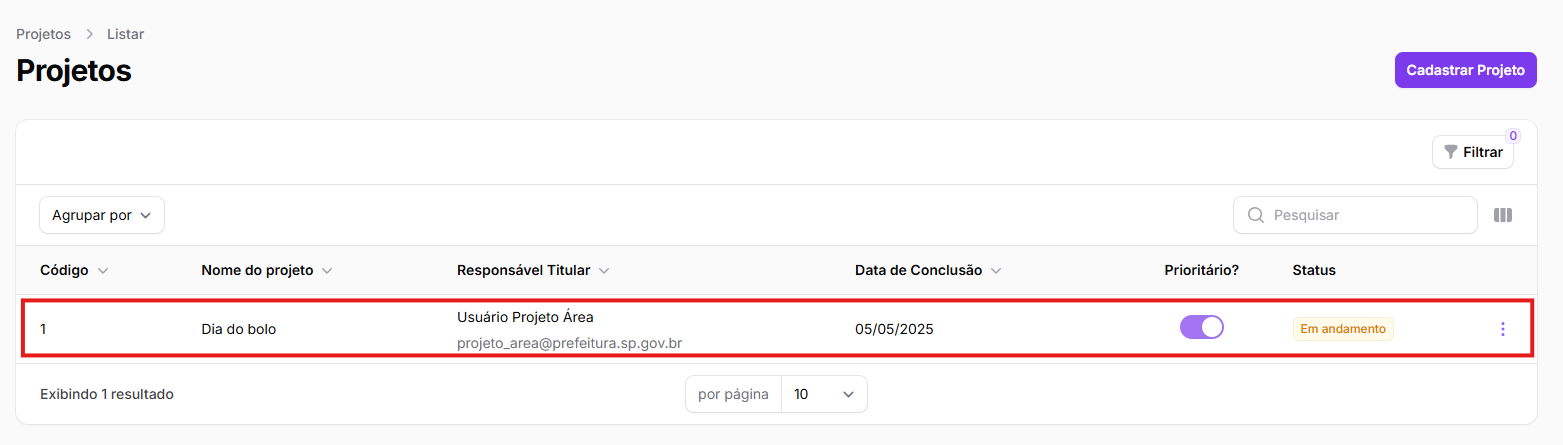 Projetos > Listar
Projetos
Cadastrar Projeto
0
Filtrar
Agrupar por
Pesquisar
Código Nome do projeto Responsável Titular Data de Conclusão Prioritário? Status
1 Dia do bolo Usuário Projeto Área 05/05/2025 Em andamento
projeto_area@prefeitura.sp.gov.br
Exibindo 1 resultado por página 10